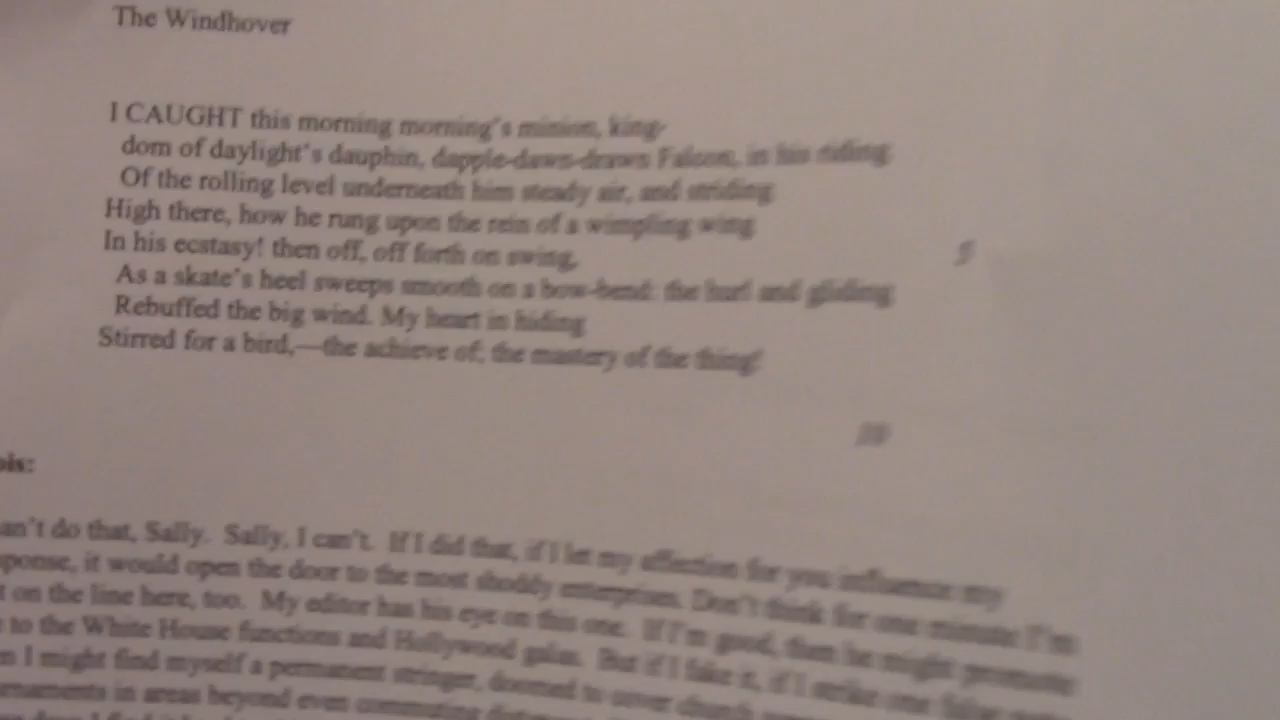 The Windhover
I CAUGHT this morning morning's minion, king-
dom of daylight's dauphin, dapple-dawn-drawn Falcon, in his riding
Of the rolling level underneath him steady air, and striding
High there, how he rung upon the rein of a wimpling wing
In his ecstasy! then off, off forth on swing,
5
As a skate's heel sweeps smooth on a bow-bend: the hurl and gliding
Rebuffed the big wind. My heart in hiding
Stirred for a bird,—the achieve of; the mastery of the thing!
10
ois:
an't do that, Sally. Sally, I can't. If I did that, if I let my affection for you influence my
sponse, it would open the door to the most shoddy enterprises. Don't think for one minute I'm
t on the line here, too. My editor has his eye on this one. If I'm good, then he might promote
to the White House functions and Hollywood galas. But if I fake it, if I strike one false
m I might find myself a permanent stringer, doomed to cover church
rnaments in areas beyond even commuting distance